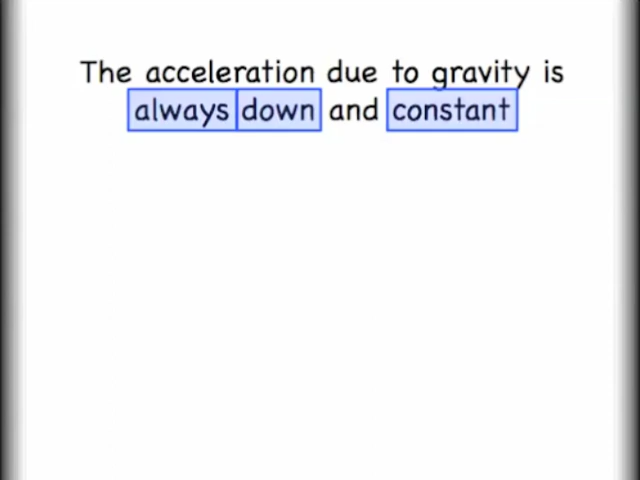 The acceleration due to gravity is
always down and constant